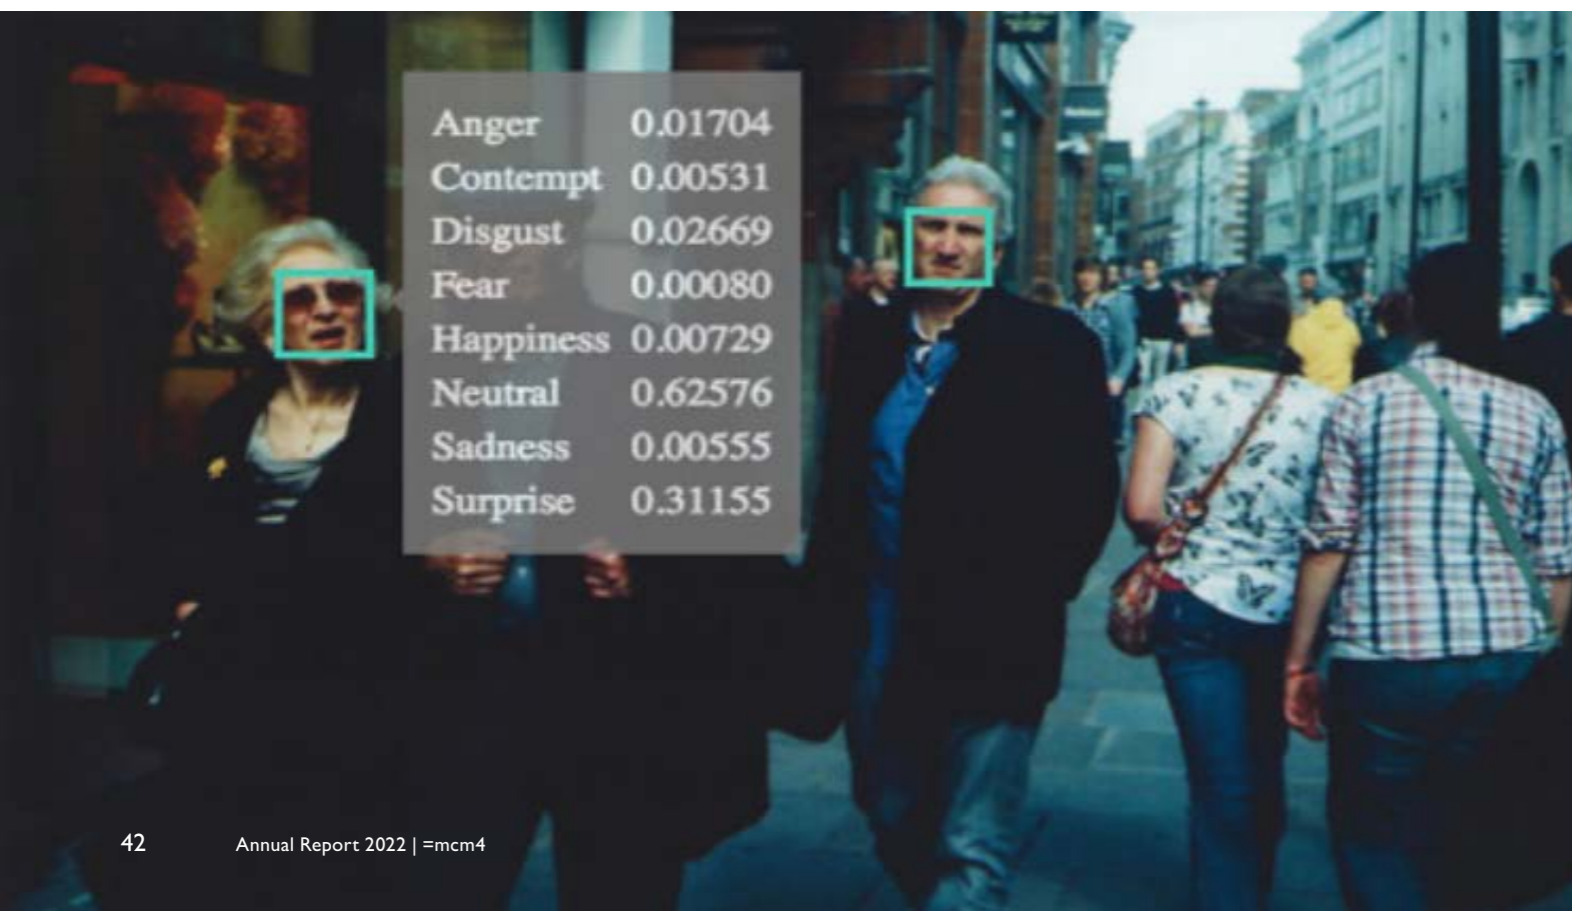 Anger 0.01704
Contempt 0.00531
Disgust 0.02669
Fear 0.00080
Happiness 0.00729
Neutral 0.62576
Sadness 0.00555
Surprise 0.31155
42 Annual Report 2022 | =mcm4